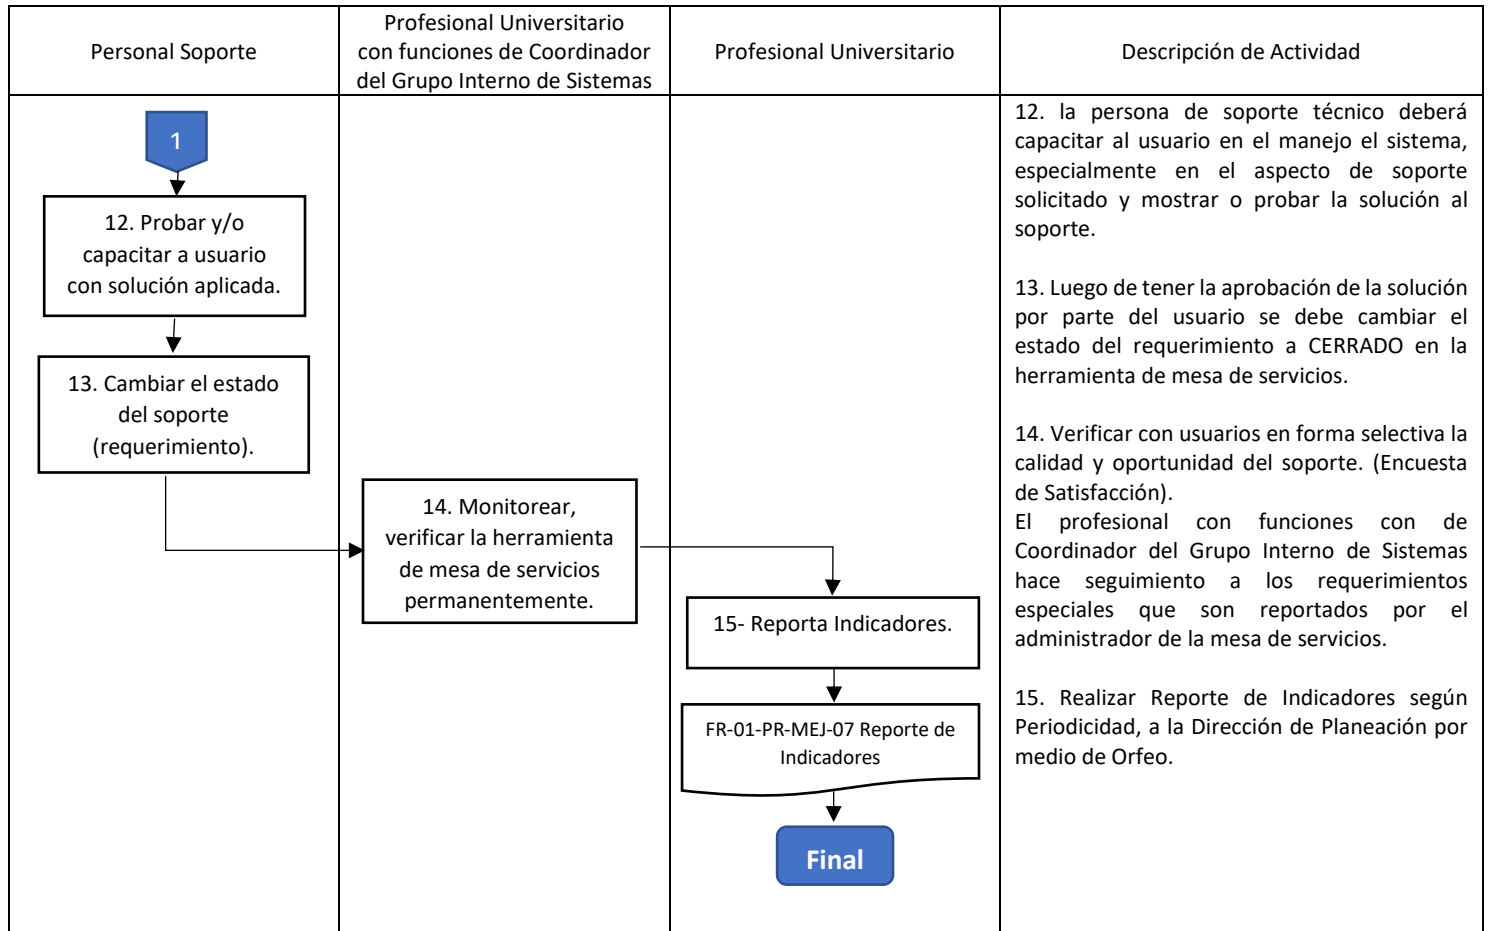 Personal Soporte
Profesional Universitario
con funciones de Coordinador
del Grupo Interno de Sistemas
Profesional Universitario
Descripción de Actividad
1
12. Probar y/o
capacitar a usuario
con solución aplicada.
13. Cambiar el estado
del soporte
(requerimiento).
14. Monitorear,
verificar la herramienta
de mesa de servicios
permanentemente.
15- Reporta Indicadores.
FR-01-PR-MEJ-07 Reporte de
Indicadores
Final
12. la persona de soporte técnico deberá
capacitar al usuario en el manejo el sistema,
especialmente en el aspecto de soporte
solicitado y mostrar o probar la solución al
soporte.
13. Luego de tener la aprobación de la solución
por parte del usuario se debe cambiar el
estado del requerimiento a CERRADO en la
herramienta de mesa de servicios.
14. Verificar con usuarios en forma selectiva la
calidad y oportunidad del soporte. (Encuesta
de Satisfacción).
El profesional con funciones con de
Coordinador del Grupo Interno de Sistemas
hace seguimiento a los requerimientos
especiales que son reportados por el
administrador de la mesa de servicios.
15. Realizar Reporte de Indicadores según
Periodicidad, a la Dirección de Planeación por
medio de Orfeo.